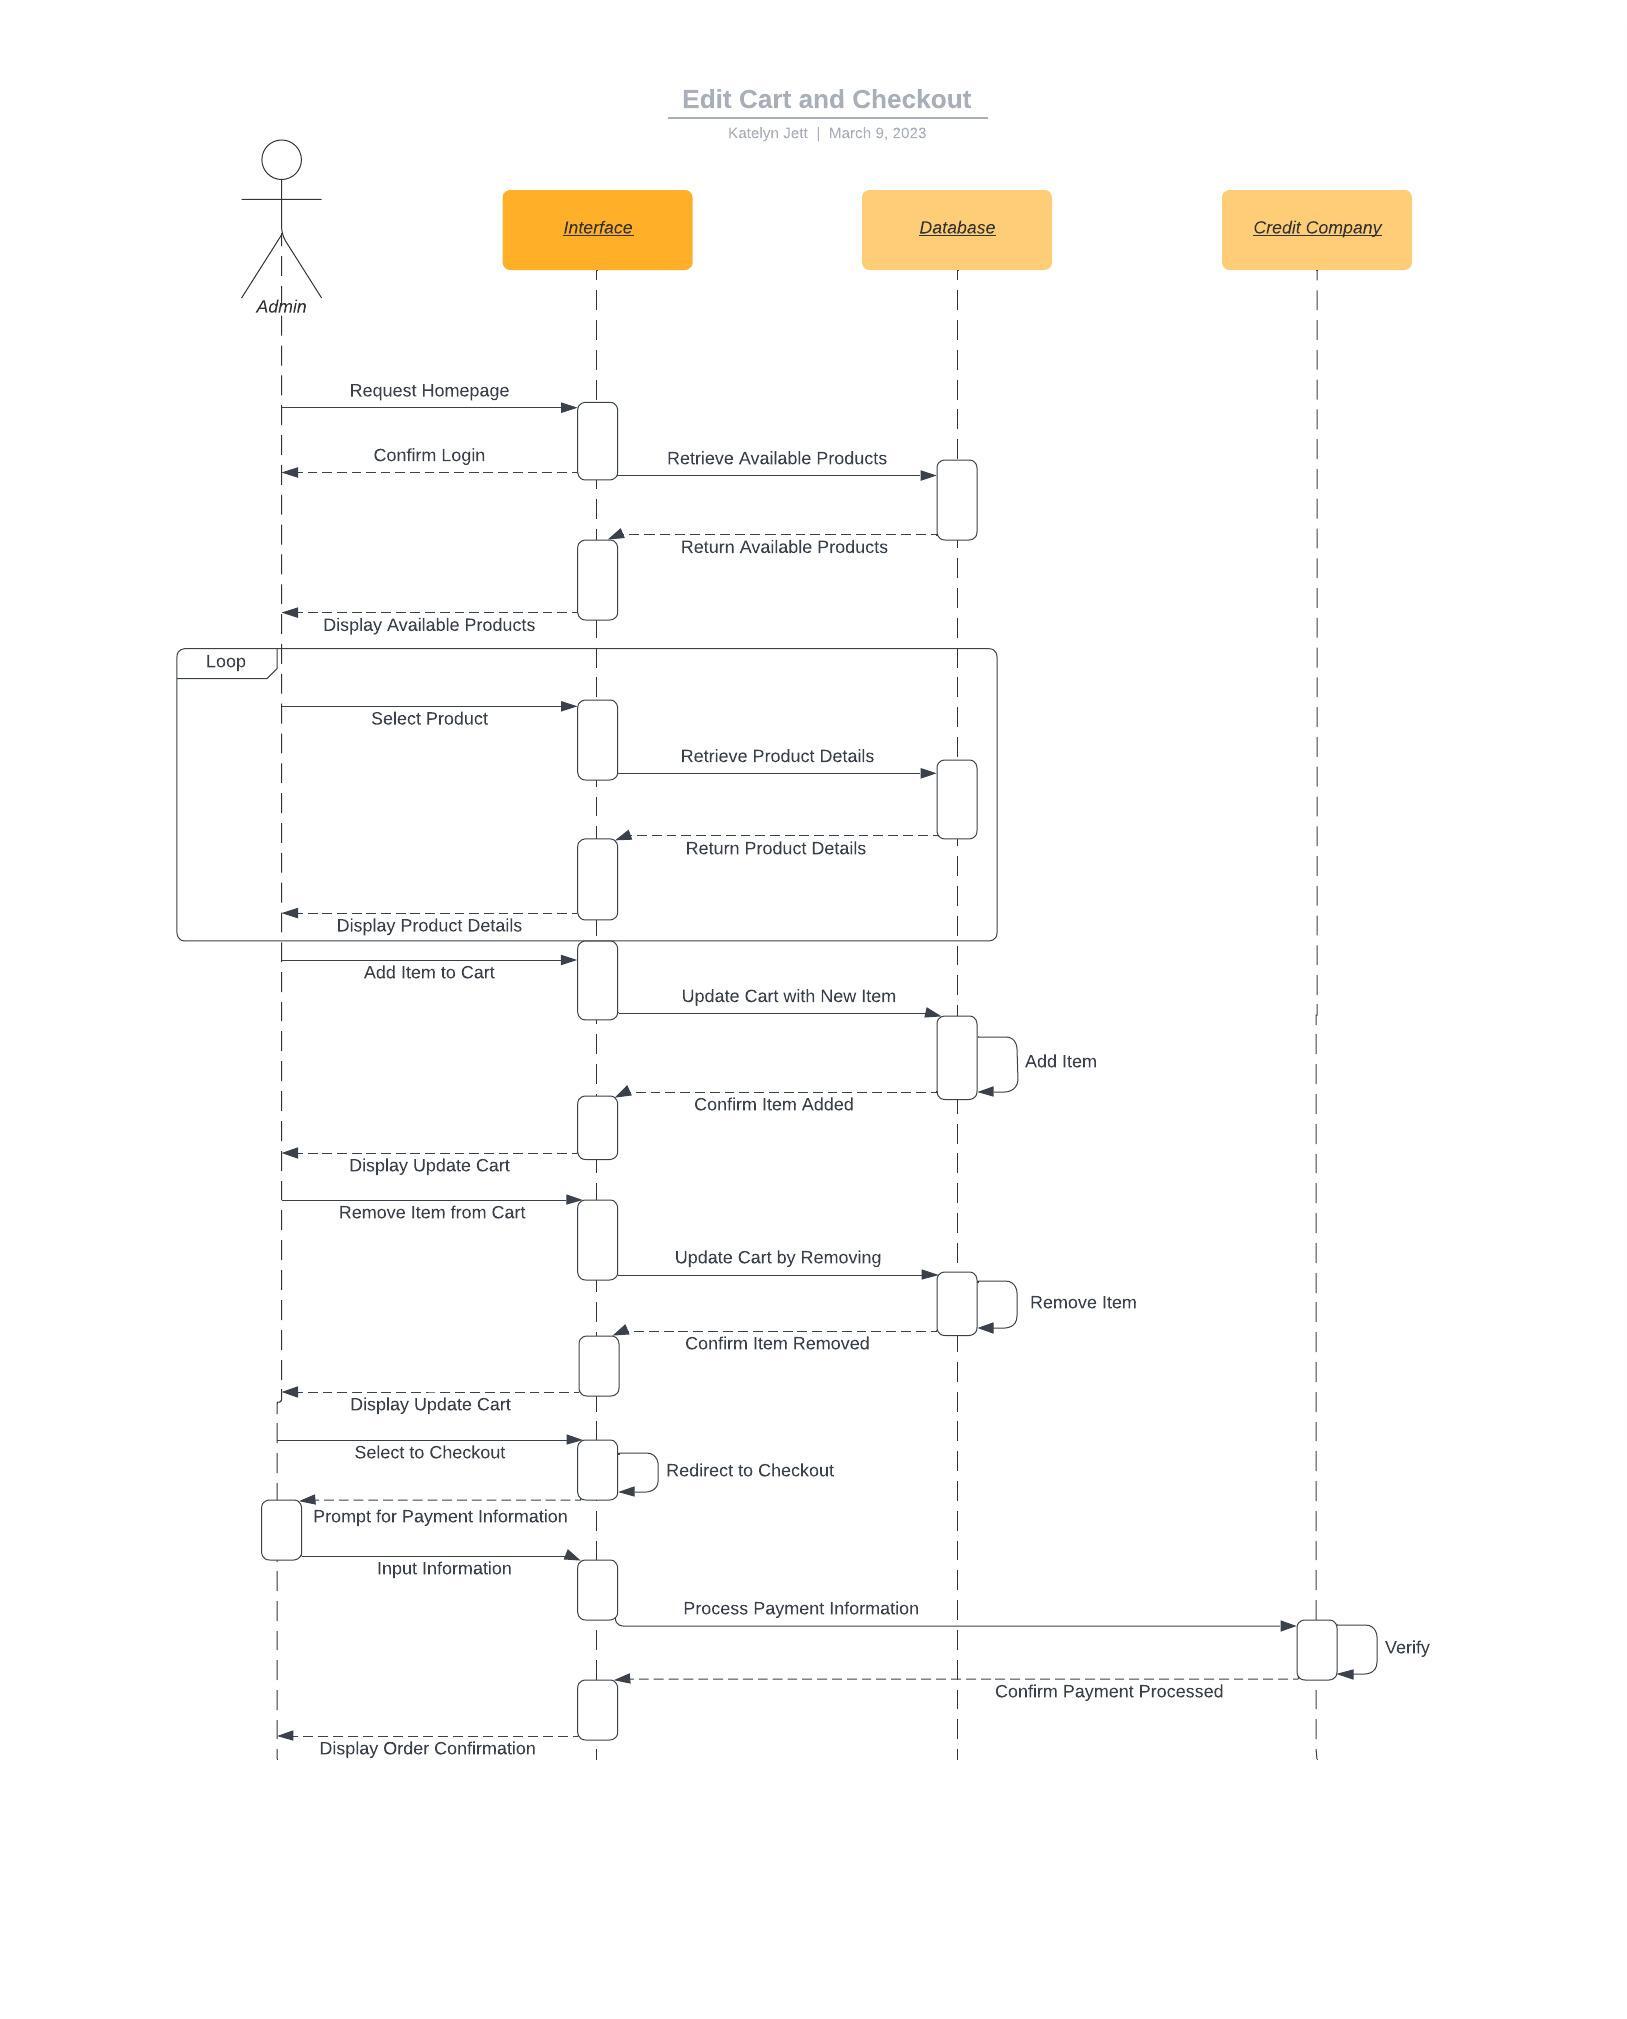 Edit Cart and Checkout
Katelyn Jett | March 9, 2023
Interface
Database
Credit Company
Admin
Request Homepage
Confirm Login
Retrieve Available Products
Return Available Products
Display Available Products
Loop
Select Product
Retrieve Product Details
Return Product Details
Display Product Details
Add Item to Cart
Update Cart with New Item
Add Item
Confirm Item Added
Display Update Cart
Remove Item from Cart
Update Cart by Removing
Remove Item
Confirm Item Removed
Display Update Cart
Select to Checkout
Redirect to Checkout
Prompt for Payment Information
Input Information
Process Payment Information
Verify
Confirm Payment Processed
Display Order Confirmation